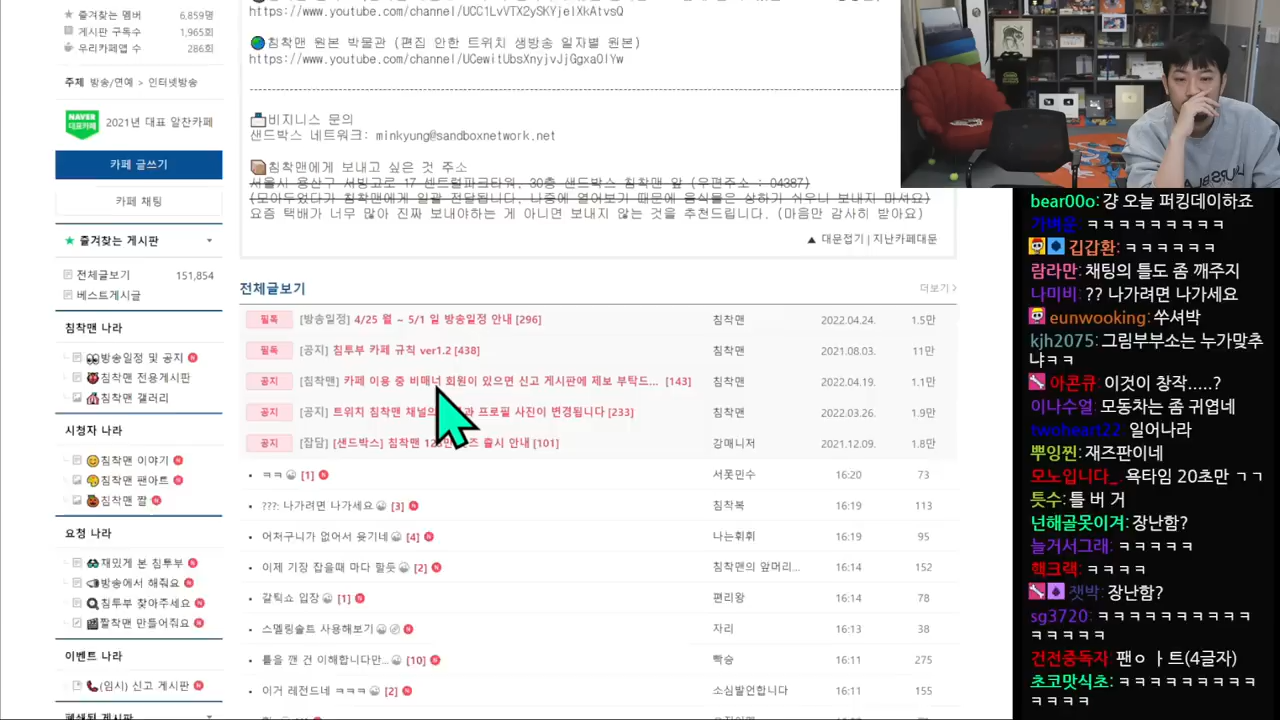 즐겨찾는 멤버 6,859명
게시판 구독수 1,965회
우리카페앱 수 286회
주제 방송/연예 > 인터넷방송
NAVER 대표카페
2021년 대표 알찬카페
카페 글쓰기
카페 채팅
즐겨찾는 게시판
전체글보기 151,854
베스트게시글
침착맨 나라
방송일정 및 공지
침착맨 전용게시판
침착맨 갤러리
시청자 나라
침착맨 이야기
침착맨 팬아트
침착맨 짤
요청 나라
재밌게 본 침투부
방송에서 해줘요
침투부 찾아주세요
짤착맨 만들어줘요
이벤트 나라
(임시) 신고 게시판
폐쇄된 게시판
https://www.youtube.com/channel/UCC1LvVTX2ySKYjeIXkAtvsQ
침착맨 원본 박물관 (편집 안한 트위치 생방송 일자별 원본)
https://www.youtube.com/channel/UCewitUbsXnyjvJjGgxa0IYw
비지니스 문의
샌드박스 네트워크: minkyung@sandboxnetwork.net
침착맨에게 보내고 싶은 것 주소
서울시 용산구 서빙고로 17 센트럴파크타워, 30층 샌드박스 침착맨 앞 (우편주소 : 04387)
(모아두었다가 침착맨에게 일괄 전달됩니다. 나중에 열어보기 때문에 음식물은 상하기 쉬우니 보내지 마셔요)
요즘 택배가 너무 많아 진짜 보내야하는 게 아니면 보내지 않는 것을 추천드립니다. (마음만 감사히 받아요)
▲ 대문접기 | 지난카페대문
전체글보기 더보기 >
필독 [방송일정] 4/25 월 ~ 5/1 일 방송일정 안내 [296] 침착맨 2022.04.24. 1.5만
필독 [공지] 침투부 카페 규칙 ver1.2 [438] 침착맨 2021.08.03. 11만
공지 [침착맨] 카페 이용 중 비매너 회원이 있으면 신고 게시판에 제보 부탁드... [143] 침착맨 2022.04.19. 1.1만
공지 [공지] 트위치 침착맨 채널의 과 프로필 사진이 변경됩니다 [233] 침착맨 2022.03.26. 1.9만
공지 [잡담] [샌드박스] 침착맨 즈 출시 안내 [101] 강매니저 2021.12.09. 1.8만
ㅋㅋ [1] 서풋민수 16:20 73
???: 나가려면 나가세요 [3] 침착복 16:19 113
어처구니가 없어서 웆기네 [4] 나는휘휘 16:19 95
이제 기장 잡을때 마다 할듯 [2] 침착맨의 앞머리... 16:14 152
갈틱쇼 입장 [1] 편리왕 16:14 78
스멜링솔트 사용해보기 자리 16:13 38
틀을 깬 건 이해합니다만... [10] 빡숭 16:11 275
이거 레전드네 ㅋㅋㅋ [2] 소심발언합니다 16:11 155
bear00o: 걍 오늘 퍼킹데이하죠
가벼운 ㅋㅋㅋㅋㅋㅋㅋㅋㅋ
김갑환: ㅋㅋㅋㅋㅋㅋ
람라만: 채팅의 틀도 좀 깨주지
나미비: ?? 나가려면 나가세요
eunwooking: 쑤셔박
kjh2075: 그림부부소는 누가맞추
냐ㅋㅋ
아콘큐: 이것이 창작.....?
이나수얼: 모동차는 좀 귀엽네
twoheart22 일어나라
뿌잉찐: 재즈판이네
모노입니다_ 욕타임 20초만 ㄱㄱ
틋수: 틀 버 거
넌해골못이겨: 장난함?
늘거서그래: ㅋㅋㅋㅋㅋ
핵크랙: ㅋㅋㅋㅋ
잿박: 장난함?
sg3720: ㅋㅋㅋㅋㅋㅋㅋㅋㅋㅋ
ㅋㅋㅋㅋㅋ
건전중독자 팬ㅇ ㅏ트(4글자)
초코맛식초: ㅋㅋㅋㅋㅋㅋㅋㅋㅋ
ㅋㅋㅋㅋ